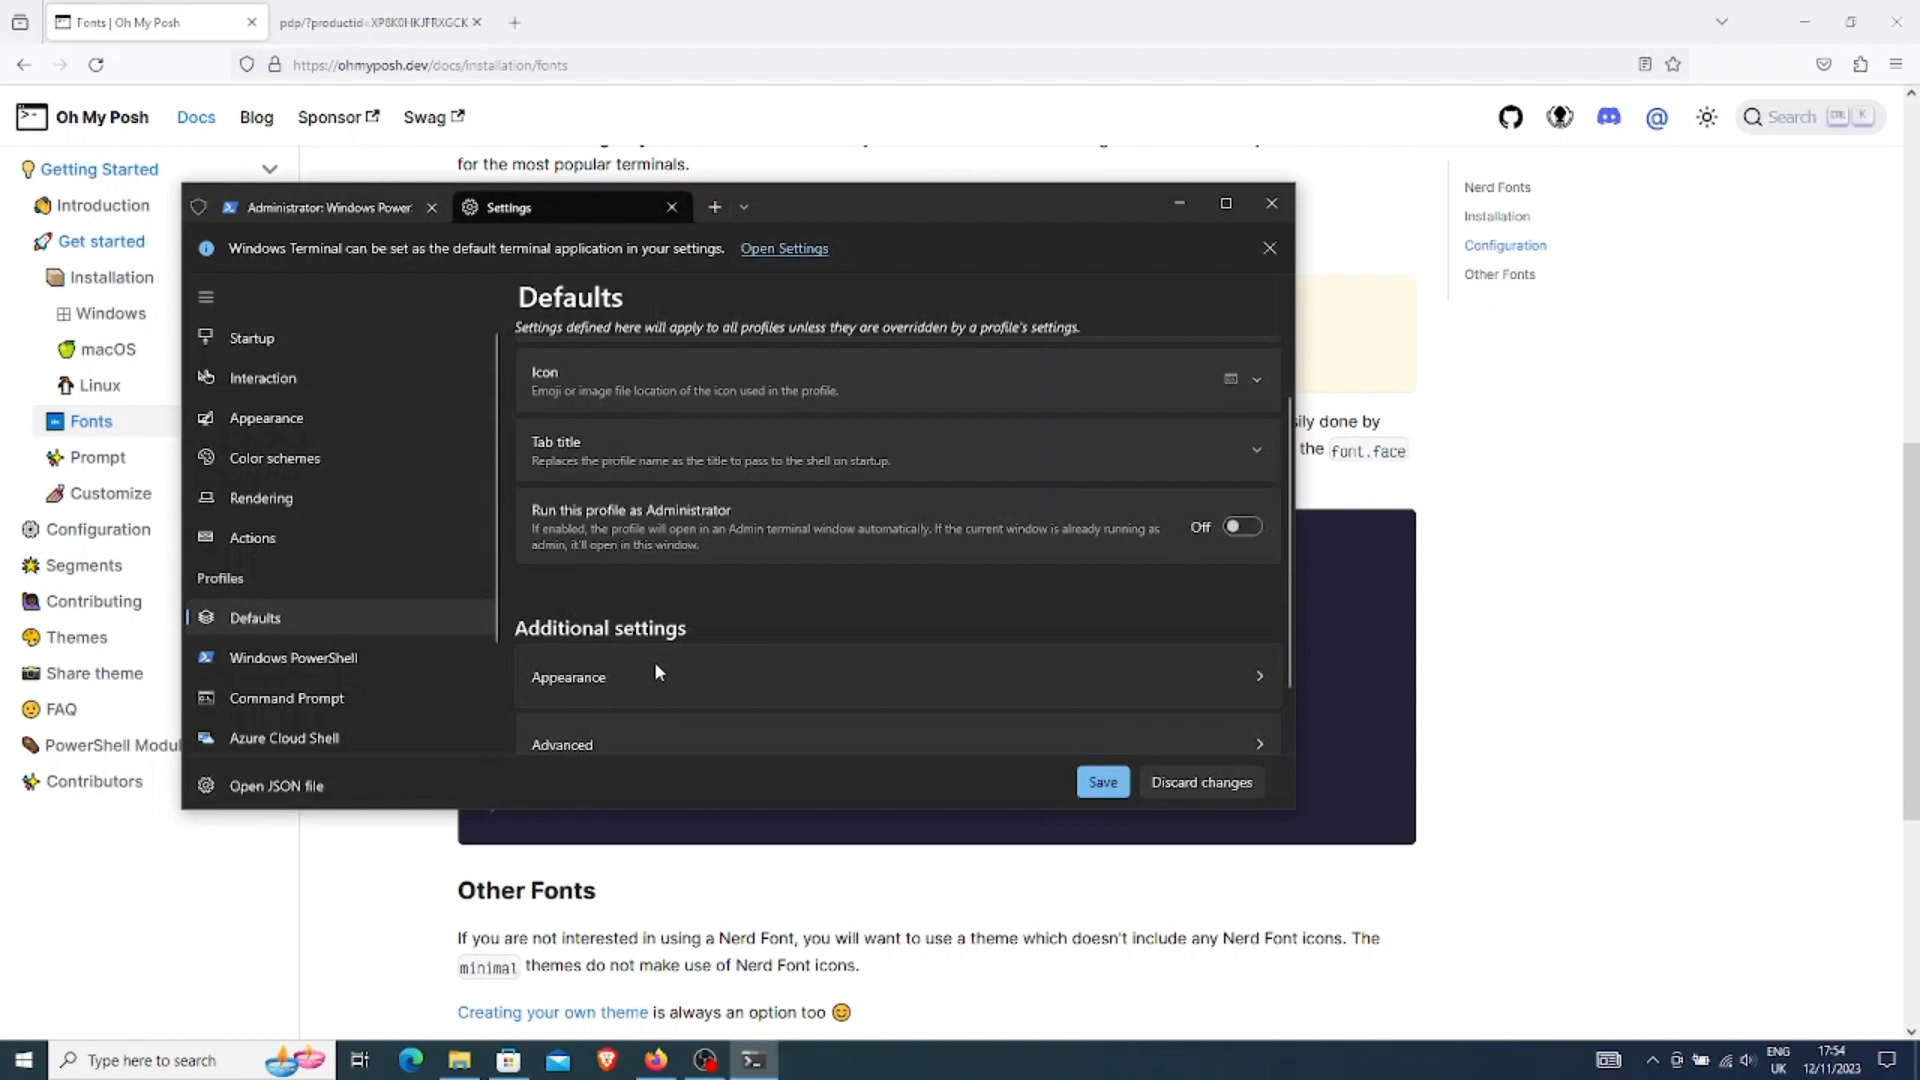 Fonts | Oh My Posh
pdp/?productid=XP8K0HKJFRXGCK
https://ohmyposh.dev/docs/installation/fonts
Oh My Posh
Docs
Blog
Sponsor
Swag
Search
CTRL K
Getting Started
Introduction
Get started
Installation
Windows
macOS
Linux
Fonts
Prompt
Customize
Configuration
Segments
Contributing
Themes
Share theme
FAQ
PowerShell Modul
Contributors
for the most popular terminals.
Nerd Fonts
Installation
Configuration
Other Fonts
ily done by
the font.face
Administrator: Windows Power
Settings
Windows Terminal can be set as the default terminal application in your settings. Open Settings
Startup
Interaction
Appearance
Color schemes
Rendering
Actions
Profiles
Defaults
Windows PowerShell
Command Prompt
Azure Cloud Shell
Open JSON file
Defaults
Settings defined here will apply to all profiles unless they are overridden by a profile's settings.
Icon
Emoji or image file location of the icon used in the profile.
Tab title
Replaces the profile name as the title to pass to the shell on startup.
Run this profile as Administrator
If enabled, the profile will open in an Admin terminal window automatically. If the current window is already running as
admin, it'll open in this window.
Off
Additional settings
Appearance
Advanced
Save
Discard changes
Other Fonts
If you are not interested in using a Nerd Font, you will want to use a theme which doesn't include any Nerd Font icons. The
minimal themes do not make use of Nerd Font icons.
Creating your own theme is always an option too 😊
Type here to search
ENG
UK
17:54
12/11/2023